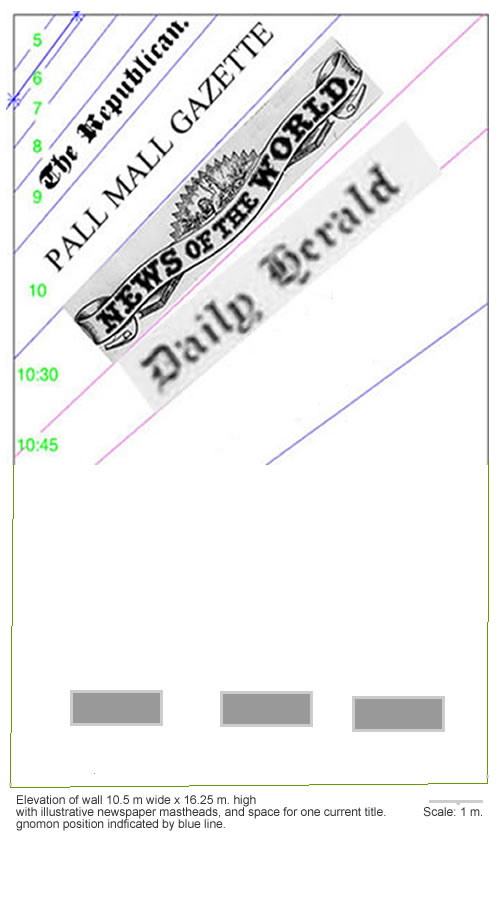 5
6
7
8
9
10
10:30
10:45
The Republican.
PALL MALL GAZETTE
NEWS OF THE WORLD.
Daily Herald
Elevation of wall 10.5 m wide x 16.25 m. high
with illustrative newspaper mastheads, and space for one current title.
gnomon position indficated by blue line.
Scale: 1 m.